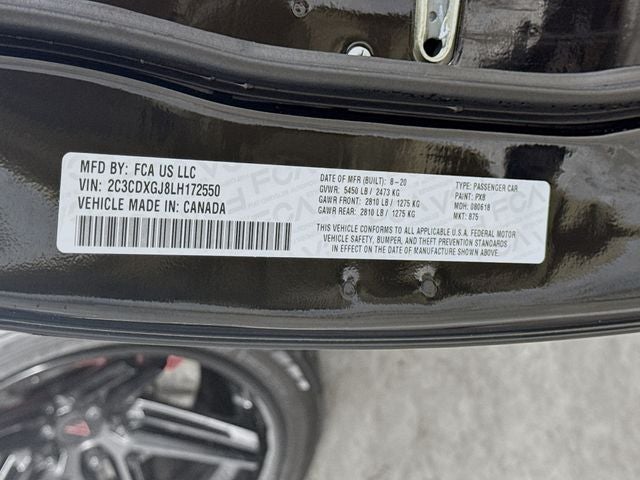 MFD BY: FCA US LLC
VIN: 2C3CDXGJ8LH172550
VEHICLE MADE IN: CANADA
DATE OF MFR (BUILT): 8-20
GVWR: 5450 LB / 2473 KG
GAWR FRONT: 2810 LB / 1275 KG
GAWR REAR: 2810 LB / 1275 KG
TYPE: PASSENGER CAR
PAINT: PX8
MDH: 080618
MKT: 875
THIS VEHICLE CONFORMS TO ALL APPLICABLE U.S.A. FEDERAL MOTOR
VEHICLE SAFETY, BUMPER, AND THEFT PREVENTION STANDARDS
IN EFFECT ON THE DATE OF MANUFACTURE SHOWN ABOVE.